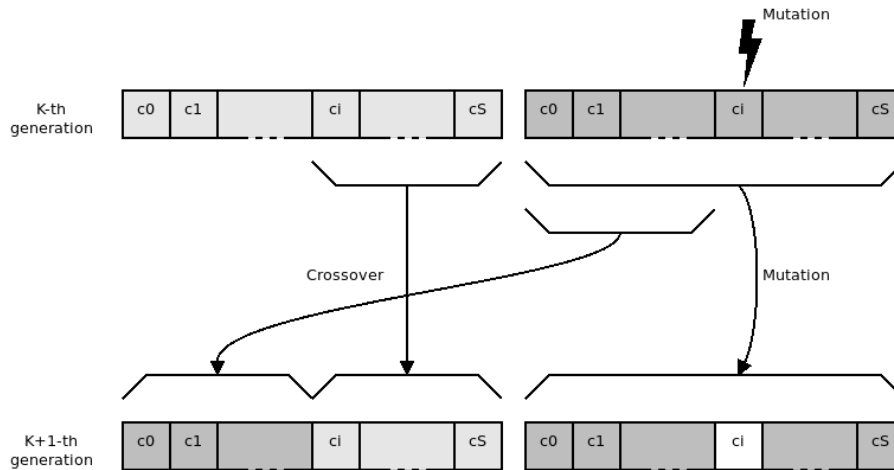 Mutation
K-th
generation
c0 c1 ci cS c0 c1 ci cS
Crossover
Mutation
K+1-th
generation
c0 c1 ci cS c0 c1 ci cS